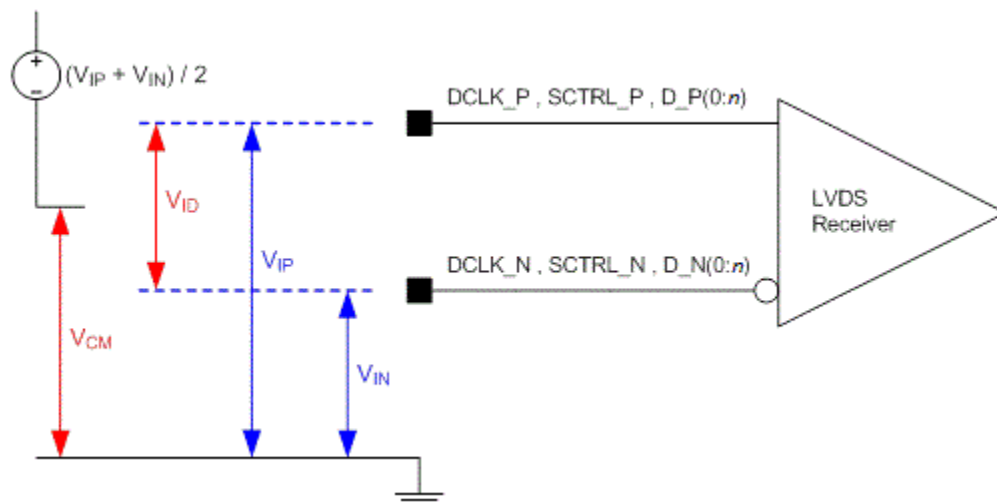 (VIP + VIN) / 2
DCLK_P , SCTRL_P , D_P(0:n)
VID
LVDS
Receiver
VIP
DCLK_N , SCTRL_N , D_N(0:n)
VCM
VIN